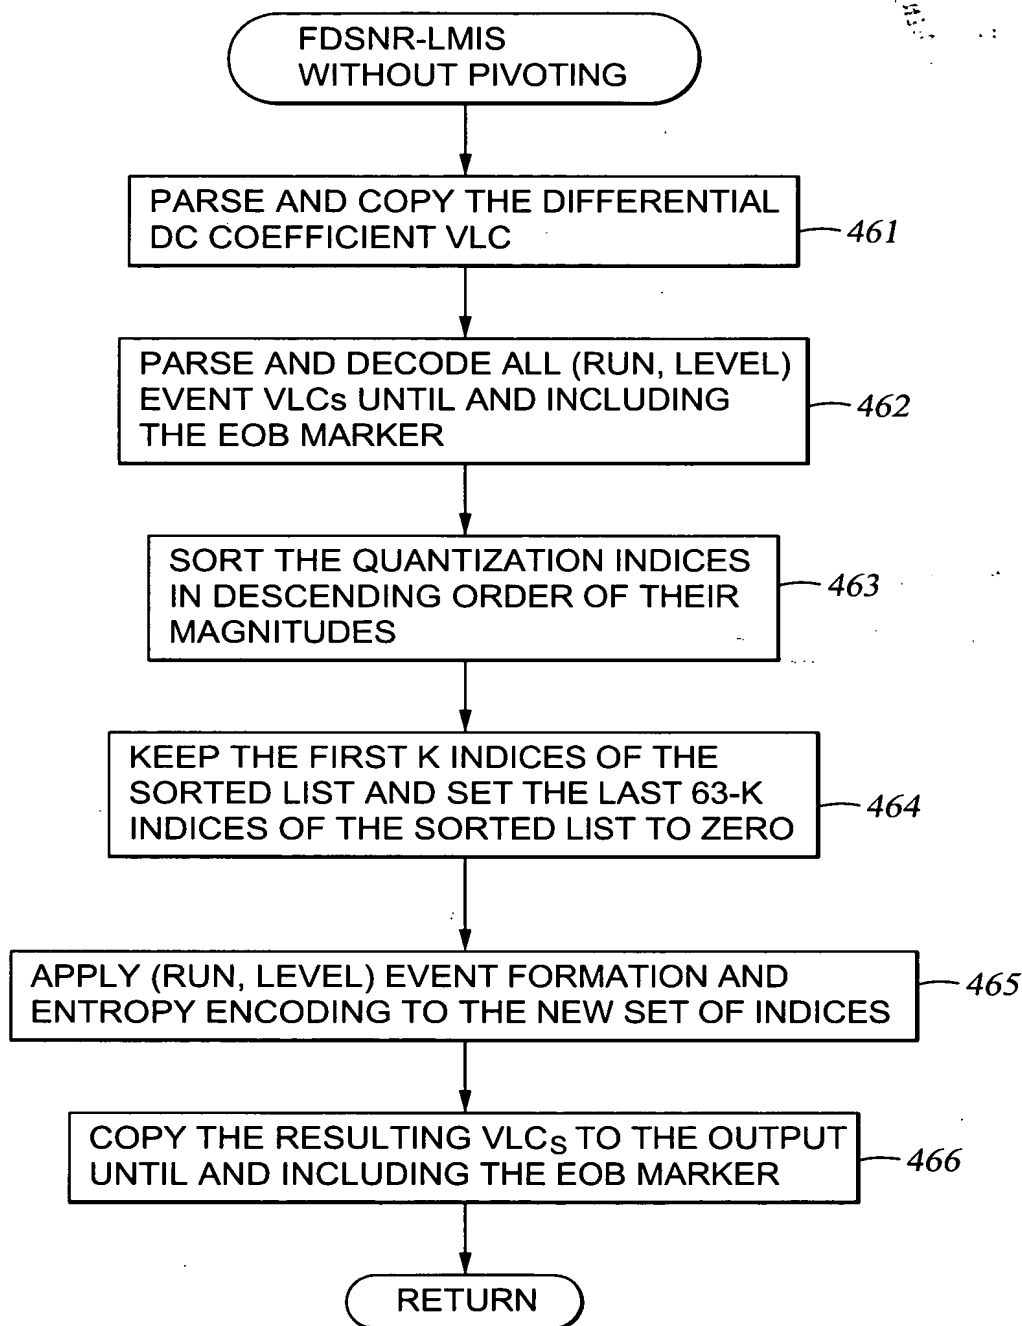 FDSNR-LMIS
WITHOUT PIVOTING
PARSE AND COPY THE DIFFERENTIAL
DC COEFFICIENT VLC
461
PARSE AND DECODE ALL (RUN, LEVEL)
EVENT VLCs UNTIL AND INCLUDING
THE EOB MARKER
462
SORT THE QUANTIZATION INDICES
IN DESCENDING ORDER OF THEIR
MAGNITUDES
463
KEEP THE FIRST K INDICES OF THE
SORTED LIST AND SET THE LAST 63-K
INDICES OF THE SORTED LIST TO ZERO
464
APPLY (RUN, LEVEL) EVENT FORMATION AND
ENTROPY ENCODING TO THE NEW SET OF INDICES
465
COPY THE RESULTING VLCS TO THE OUTPUT
UNTIL AND INCLUDING THE EOB MARKER
466
RETURN